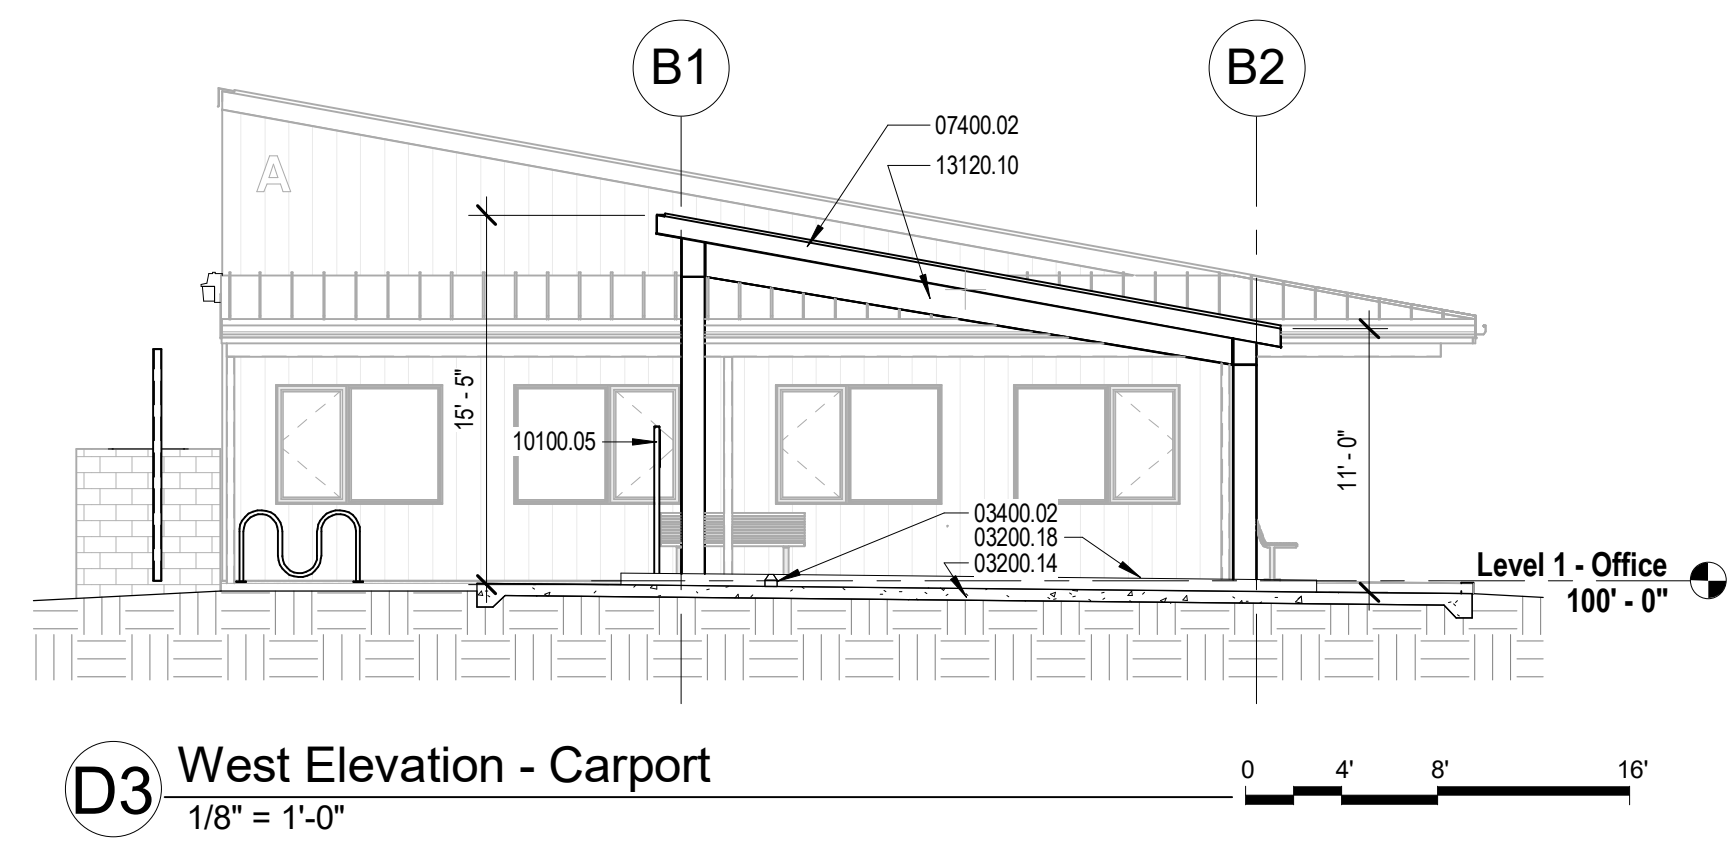 B1
B2
07400.02
13120.10
A
15' - 5"
10100.05
11' - 0"
03400.02
03200.18
03200.14
Level 1 - Office
100' - 0"
D3
West Elevation - Carport
1/8" = 1'-0"
0 4' 8' 16'